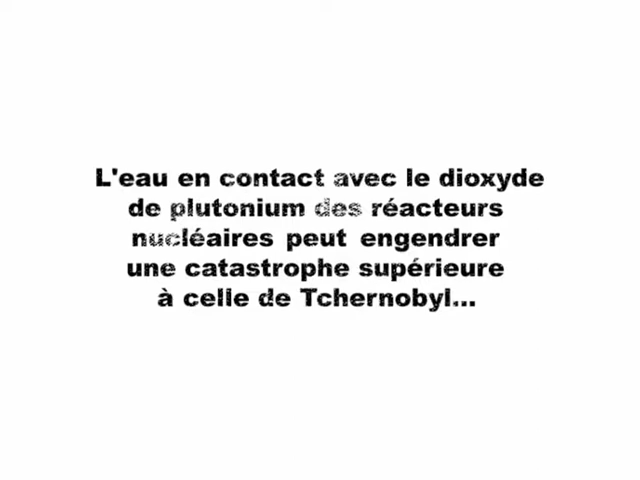 L'eau en contact avec le dioxyde
de plutonium des réacteurs
nucléaires peut engendrer
une catastrophe supérieure
à celle de Tchernobyl...